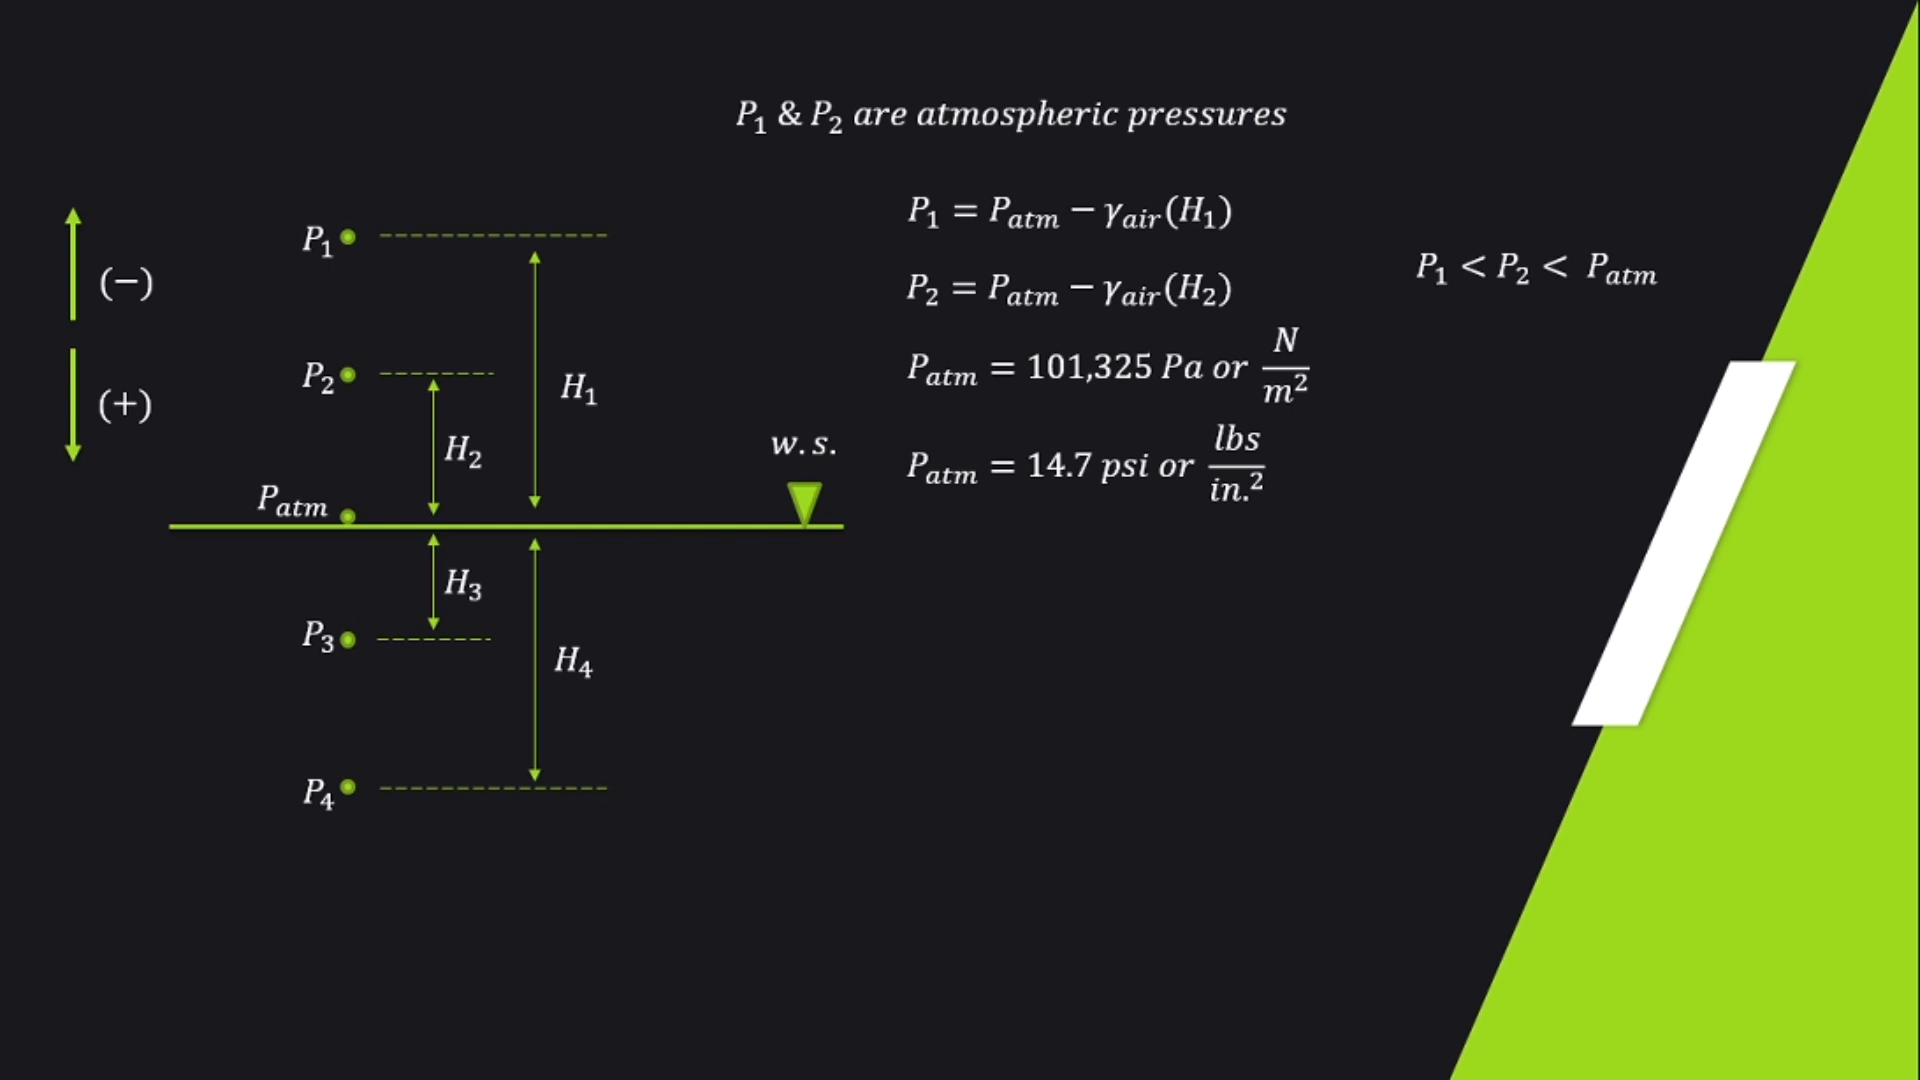 P₁ & P₂ are atmospheric pressures
P₁ = Pₐₜₘ − γₐᵢᵣ(H₁)
P₂ = Pₐₜₘ − γₐᵢᵣ(H₂)
P₁ < P₂ < Pₐₜₘ
Pₐₜₘ = 101,325 Pa or N/m²
Pₐₜₘ = 14.7 psi or lbs/in.²
(−)
(+)
P₁
P₂
H₁
H₂
w.s.
Pₐₜₘ
H₃
P₃
H₄
P₄